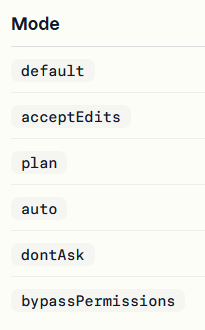 Mode
default
acceptEdits
plan
auto
dontAsk
bypassPermissions